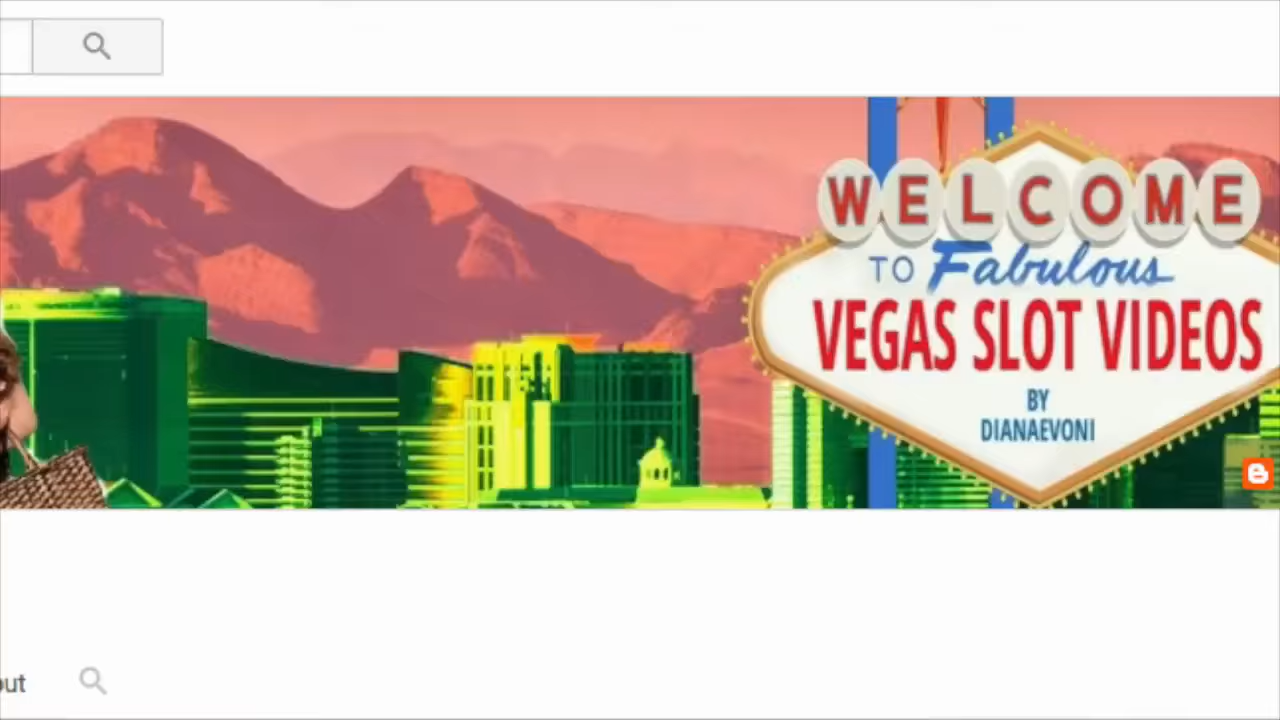 WELCOME
TO Fabulous
VEGAS SLOT VIDEOS
BY
DIANAEVONI
out